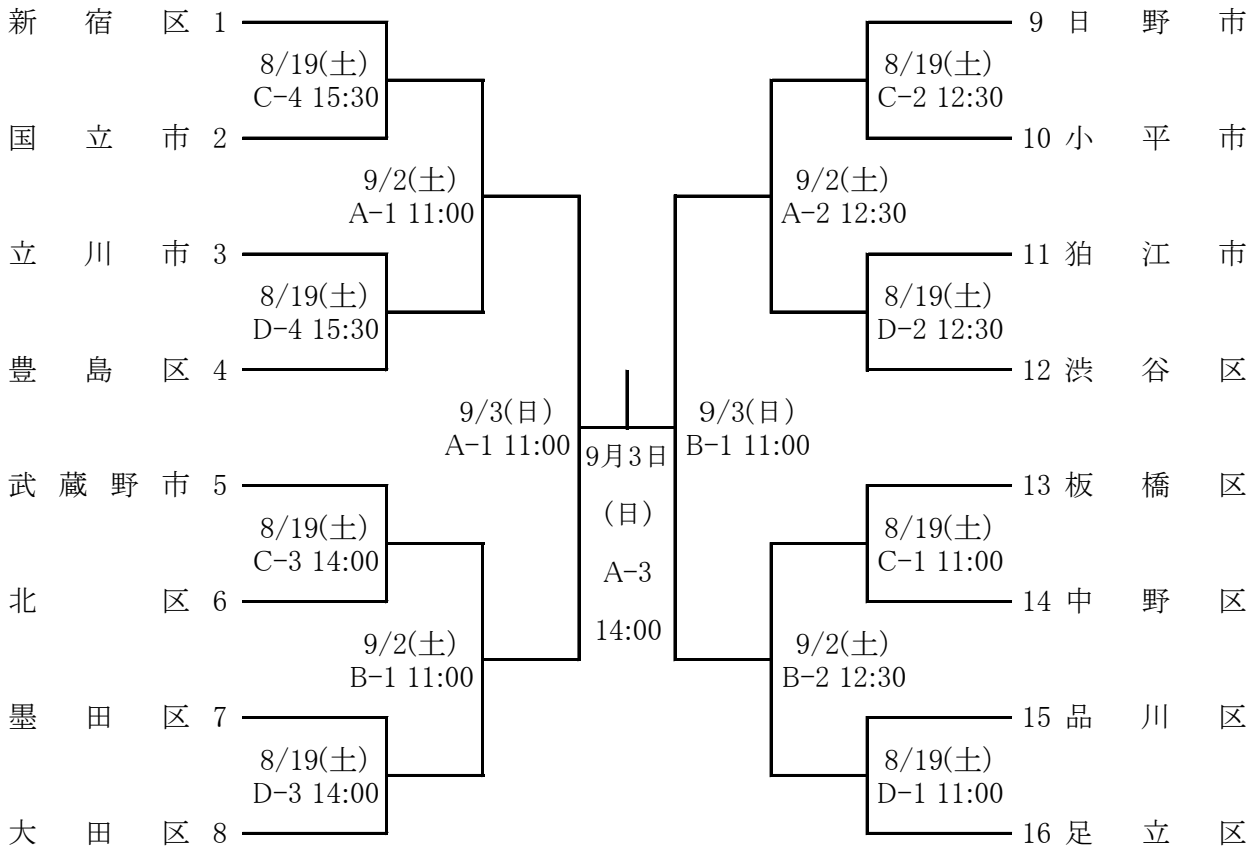 新宿区 1
8/19(土)
C-4 15:30
国立市 2
9/2(土)
A-1 11:00
立川市 3
8/19(土)
D-4 15:30
豊島区 4
9/3(日)
A-1 11:00
武蔵野市 5
8/19(土)
C-3 14:00
北区 6
9/2(土)
B-1 11:00
墨田区 7
8/19(土)
D-3 14:00
大田区 8
9月3日
(日)
A-3
14:00
9 日野市
8/19(土)
C-2 12:30
10 小平市
9/2(土)
A-2 12:30
11 狛江市
8/19(土)
D-2 12:30
12 渋谷区
9/3(日)
B-1 11:00
13 板橋区
8/19(土)
C-1 11:00
14 中野区
9/2(土)
B-2 12:30
15 品川区
8/19(土)
D-1 11:00
16 足立区